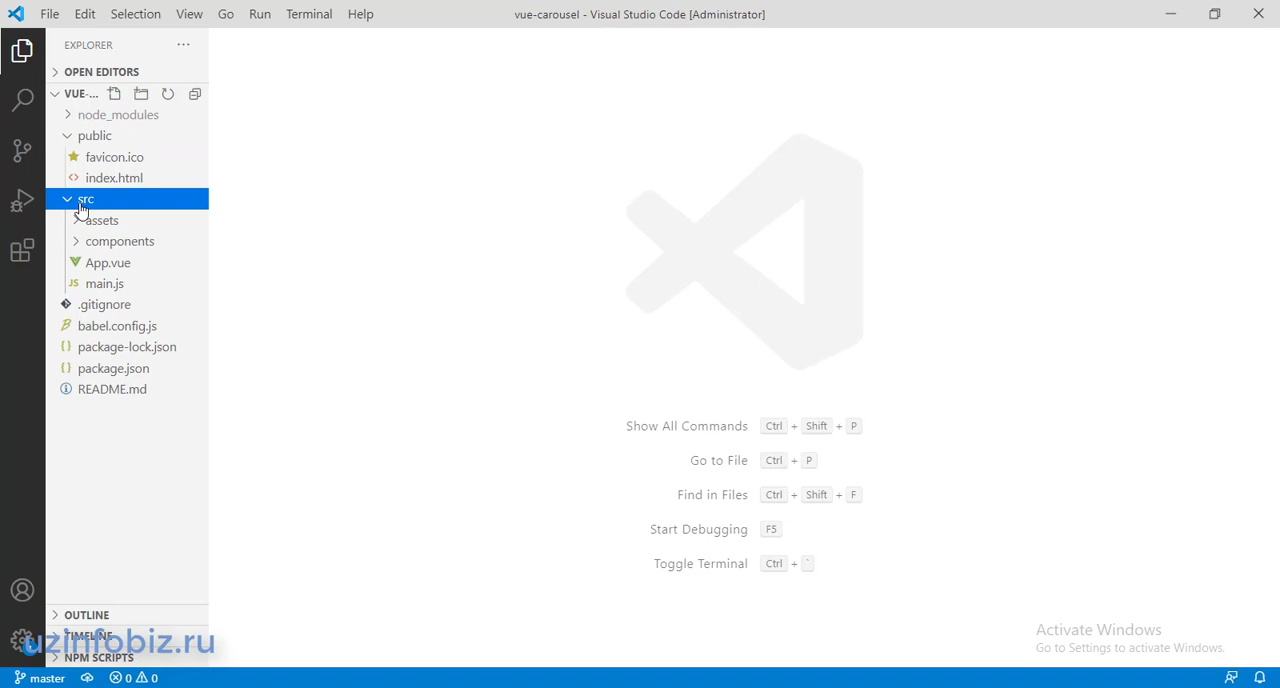 File Edit Selection View Go Run Terminal Help
vue-carousel - Visual Studio Code [Administrator]
EXPLORER
OPEN EDITORS
VUE-...
node_modules
public
favicon.ico
<> index.html
src
assets
components
App.vue
JS main.js
.gitignore
babel.config.js
{} package-lock.json
{} package.json
README.md
OUTLINE
TIMELINE
NPM SCRIPTS
uzinfobiz.ru
Show All Commands Ctrl + Shift + P
Go to File Ctrl + P
Find in Files Ctrl + Shift + F
Start Debugging F5
Toggle Terminal Ctrl + `
Activate Windows
Go to Settings to activate Windows.
master 0 0